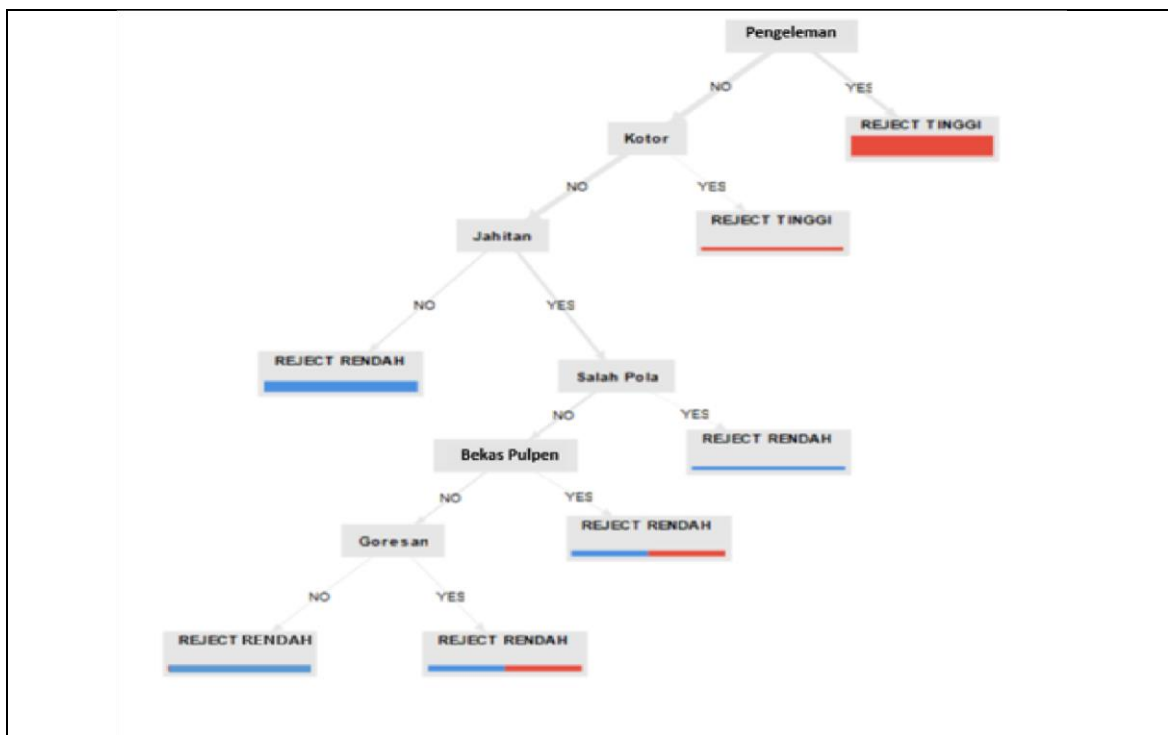 Pengeleman
NO
YES
REJECT TINGGI
Kotor
NO
YES
REJECT TINGGI
Jahitan
NO
YES
REJECT RENDAH
Salah Pola
NO
YES
REJECT RENDAH
Bekas Pulpen
NO
YES
REJECT RENDAH
Goresan
NO
YES
REJECT RENDAH
REJECT RENDAH